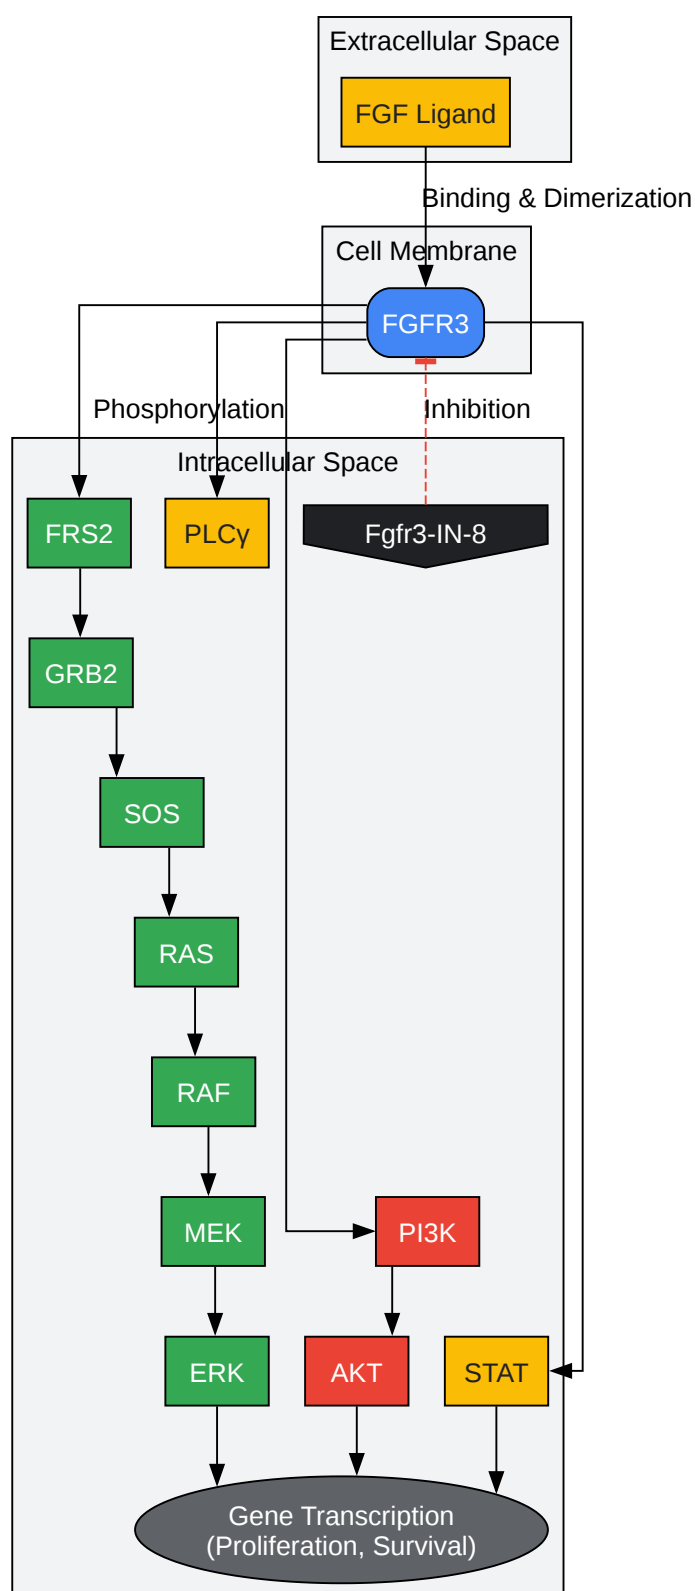 Extracellular Space
FGF Ligand
Binding & Dimerization
Cell Membrane
FGFR3
Phosphorylation
Inhibition
Intracellular Space
FRS2
PLCγ
Fgfr3-IN-8
GRB2
SOS
RAS
RAF
MEK
PI3K
ERK
AKT
STAT
Gene Transcription
(Proliferation, Survival)